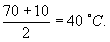 (70 + 10) / 2 = 40 °C.